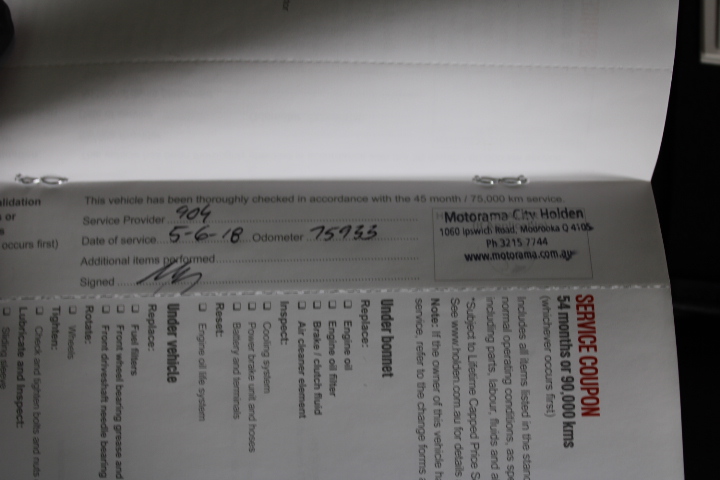 This vehicle has been thoroughly checked in accordance with the 45 month / 75,000 km service.
Service Provider 904
Date of service 5-6-18 Odometer 75933
Additional items performed
Signed
Motorama City Holden
1060 Ipswich Road, Moorooka Q 4105
Ph 3215 7744
www.motorama.com.au
lidation
s or
s
occurs first)
SERVICE COUPON
54 months or 90,000 kms
(whichever occurs first)
Includes all items listed in the
normal operating conditions, as
including parts, labour, fluids and
*Subject to Lifetime Capped Price
See www.holden.com.au for details
Note: If the owner of this vehicle
service, refer to the change forms
Under bonnet
Replace:
Engine oil
Engine oil filter
Brake / clutch fluid
Air cleaner element
Inspect:
Cooling system
Power brake unit and hoses
Battery and terminals
Reset:
Engine oil life system
Under vehicle
Replace:
Fuel filters
Front wheel bearing grease and
Front driveshaft needle bearing
Rotate:
Wheels
Tighten:
Check and tighten bolts and nuts
Lubricate and Inspect:
Sliding sleeve